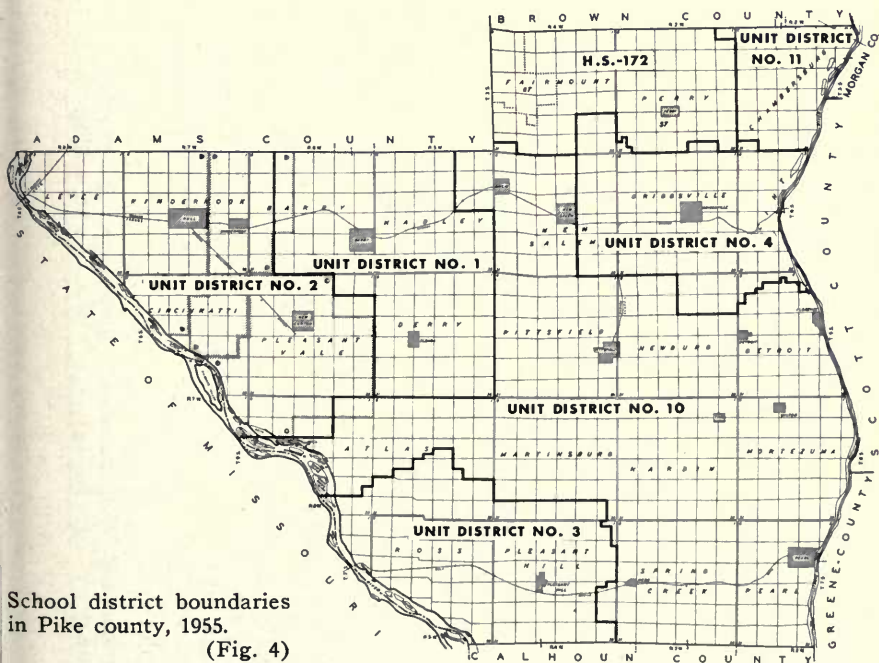 BROWN COUNTY
UNIT DISTRICT
NO. 11
H.S.-172
MORGAN CO.
CHAMBERSBURG
FAIRMOUNT
PERRY
ADAMS COUNTY
LEVEE
KINDERHOOK
BARRY
HADLEY
NEW
SALEM
GRIGGSVILLE
UNIT DISTRICT NO. 4
UNIT DISTRICT NO. 1
UNIT DISTRICT NO. 2
CINCINNATTI
PLEASANT
VALE
DERRY
PITTSFIELD
NEWBURG
DETROIT
SCOTT COUNTY
STATE OF MISSOURI
UNIT DISTRICT NO. 10
ATLAS
MARTINSBURG
HARDIN
MONTEZUMA
UNIT DISTRICT NO. 3
ROSS
PLEASANT
HILL
SPRING
CREEK
PEARL
GREENE COUNTY
CALHOUN COUNTY
School district boundaries
in Pike county, 1955.
(Fig. 4)